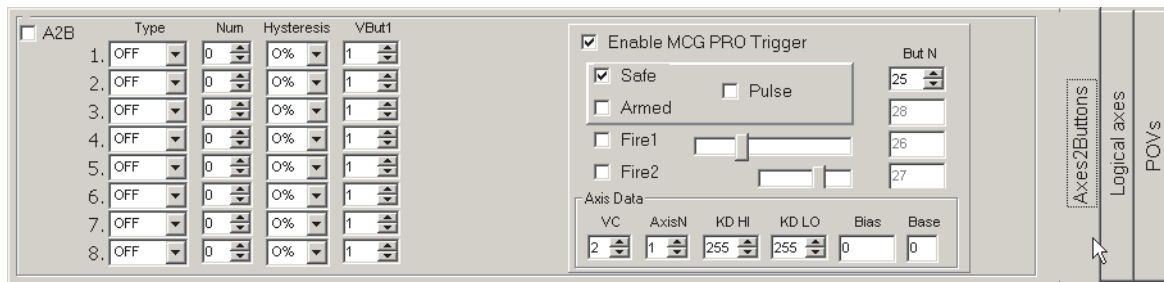 A2B Type Num Hysteresis VBut1
1. OFF 0 0% 1
2. OFF 0 0% 1
3. OFF 0 0% 1
4. OFF 0 0% 1
5. OFF 0 0% 1
6. OFF 0 0% 1
7. OFF 0 0% 1
8. OFF 0 0% 1
Enable MCG PRO Trigger
But N
Safe
Pulse
25
Armed
28
Fire1
26
Fire2
27
Axis Data
VC AxisN KD HI KD LO Bias Base
2 1 255 255 0 0
Axes2Buttons
Logical axes
POVs